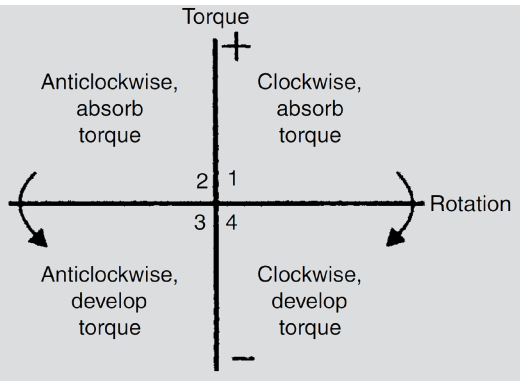 Torque
+
Anticlockwise,
absorb
torque
Clockwise,
absorb
torque
2 1
Rotation
3 4
Anticlockwise,
develop
torque
Clockwise,
develop
torque
−